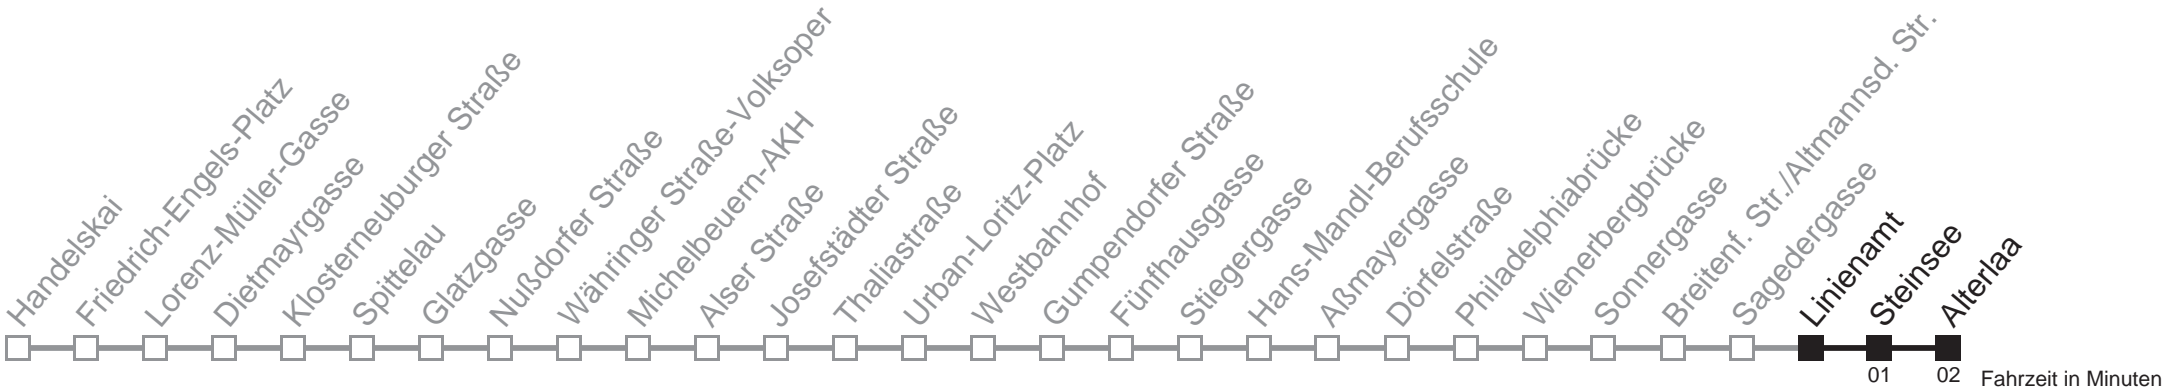 Handelskai
Friedrich-Engels-Platz
Lorenz-Müller-Gasse
Dietmayrgasse
Klosterneuburger Straße
Spittelau
Glatzgasse
Nußdorfer Straße
Währinger Straße-Volksoper
Michelbeuern-AKH
Alser Straße
Josefstädter Straße
Thaliastraße
Urban-Loritz-Platz
Westbahnhof
Gumpendorfer Straße
Fünfhausgasse
Stiegergasse
Hans-Mandl-Berufsschule
Aßmayergasse
Dörfelstraße
Philadelphiabrücke
Wienerbergbrücke
Sonnergasse
Breitenf. Str./Altmannsd. Str.
Sagedergasse
Linienamt
Steinsee
Alterlaa
01 02 Fahrzeit in Minuten